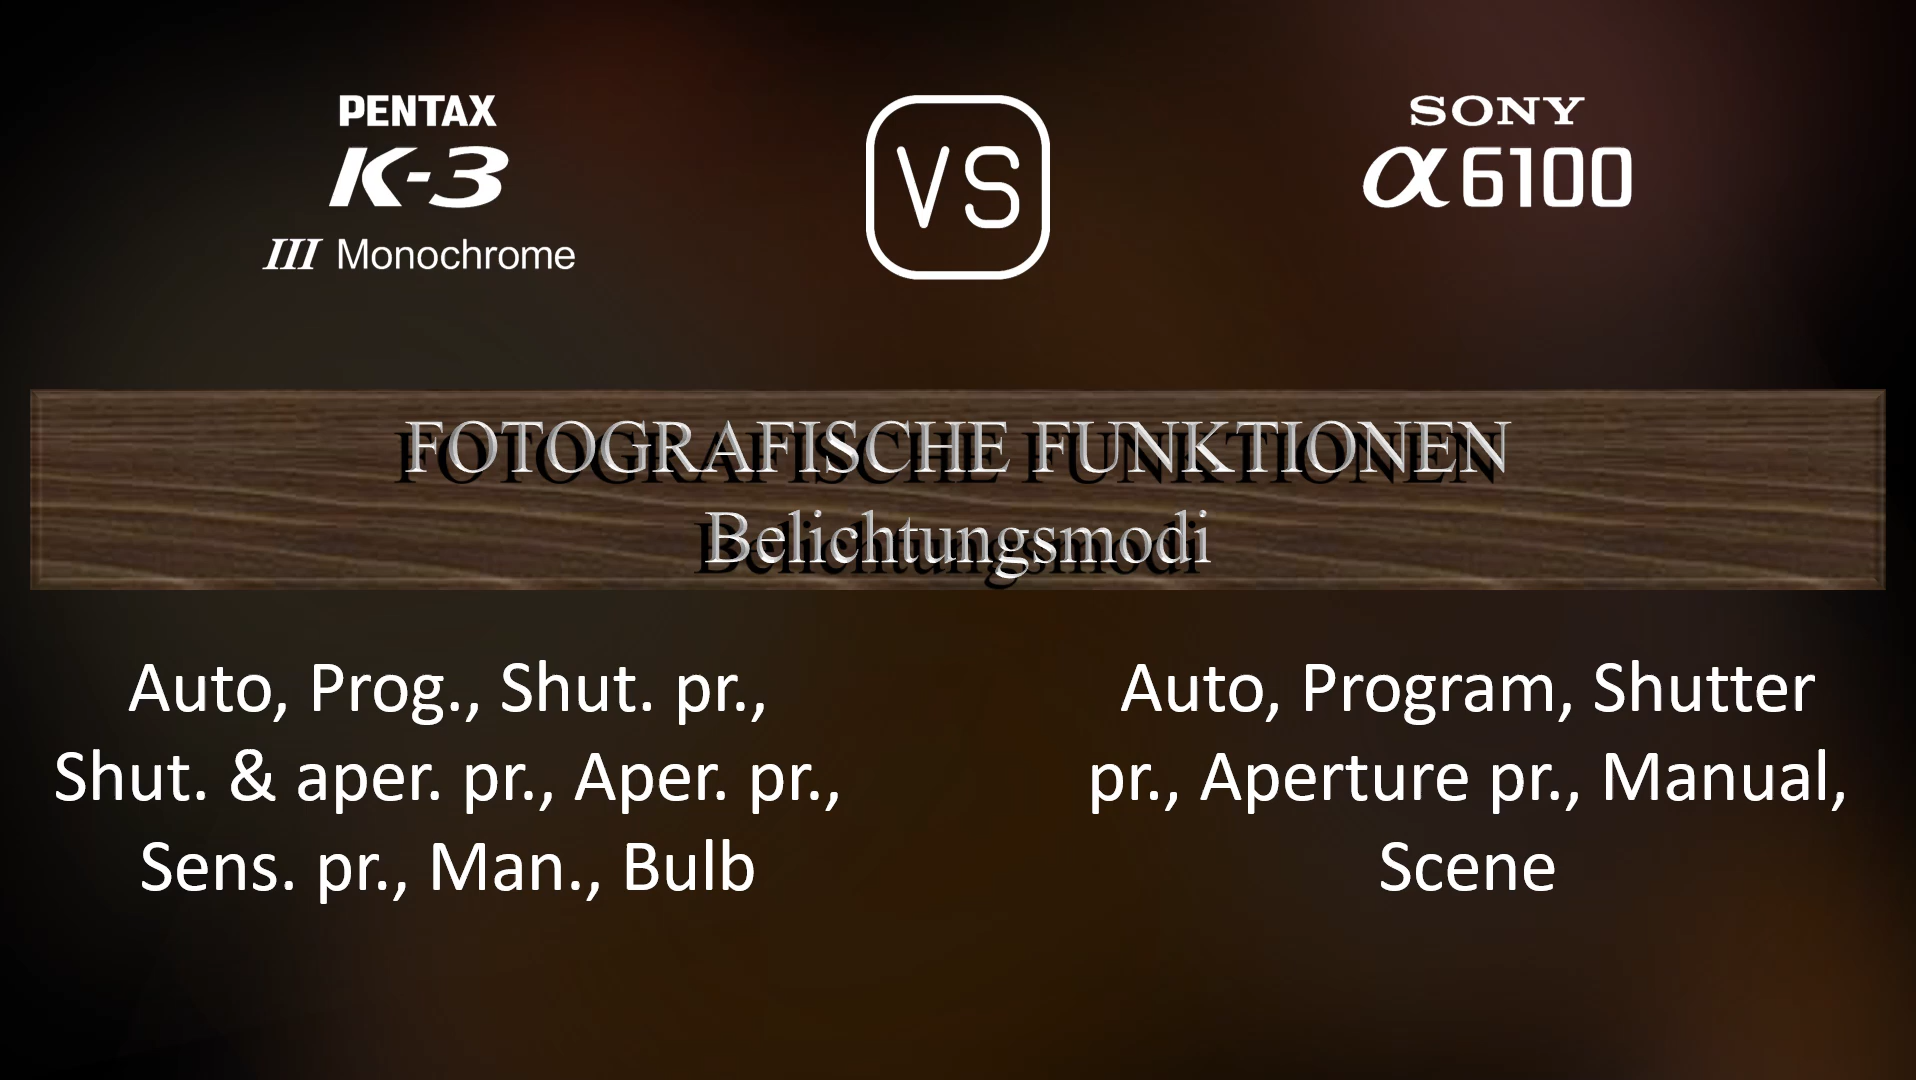 PENTAX
K-3
III Monochrome
VS
SONY
α6100
FOTOGRAFISCHE FUNKTIONEN
Belichtungsmodi
Auto, Prog., Shut. pr.,
Shut. & aper. pr., Aper. pr.,
Sens. pr., Man., Bulb
Auto, Program, Shutter
pr., Aperture pr., Manual,
Scene